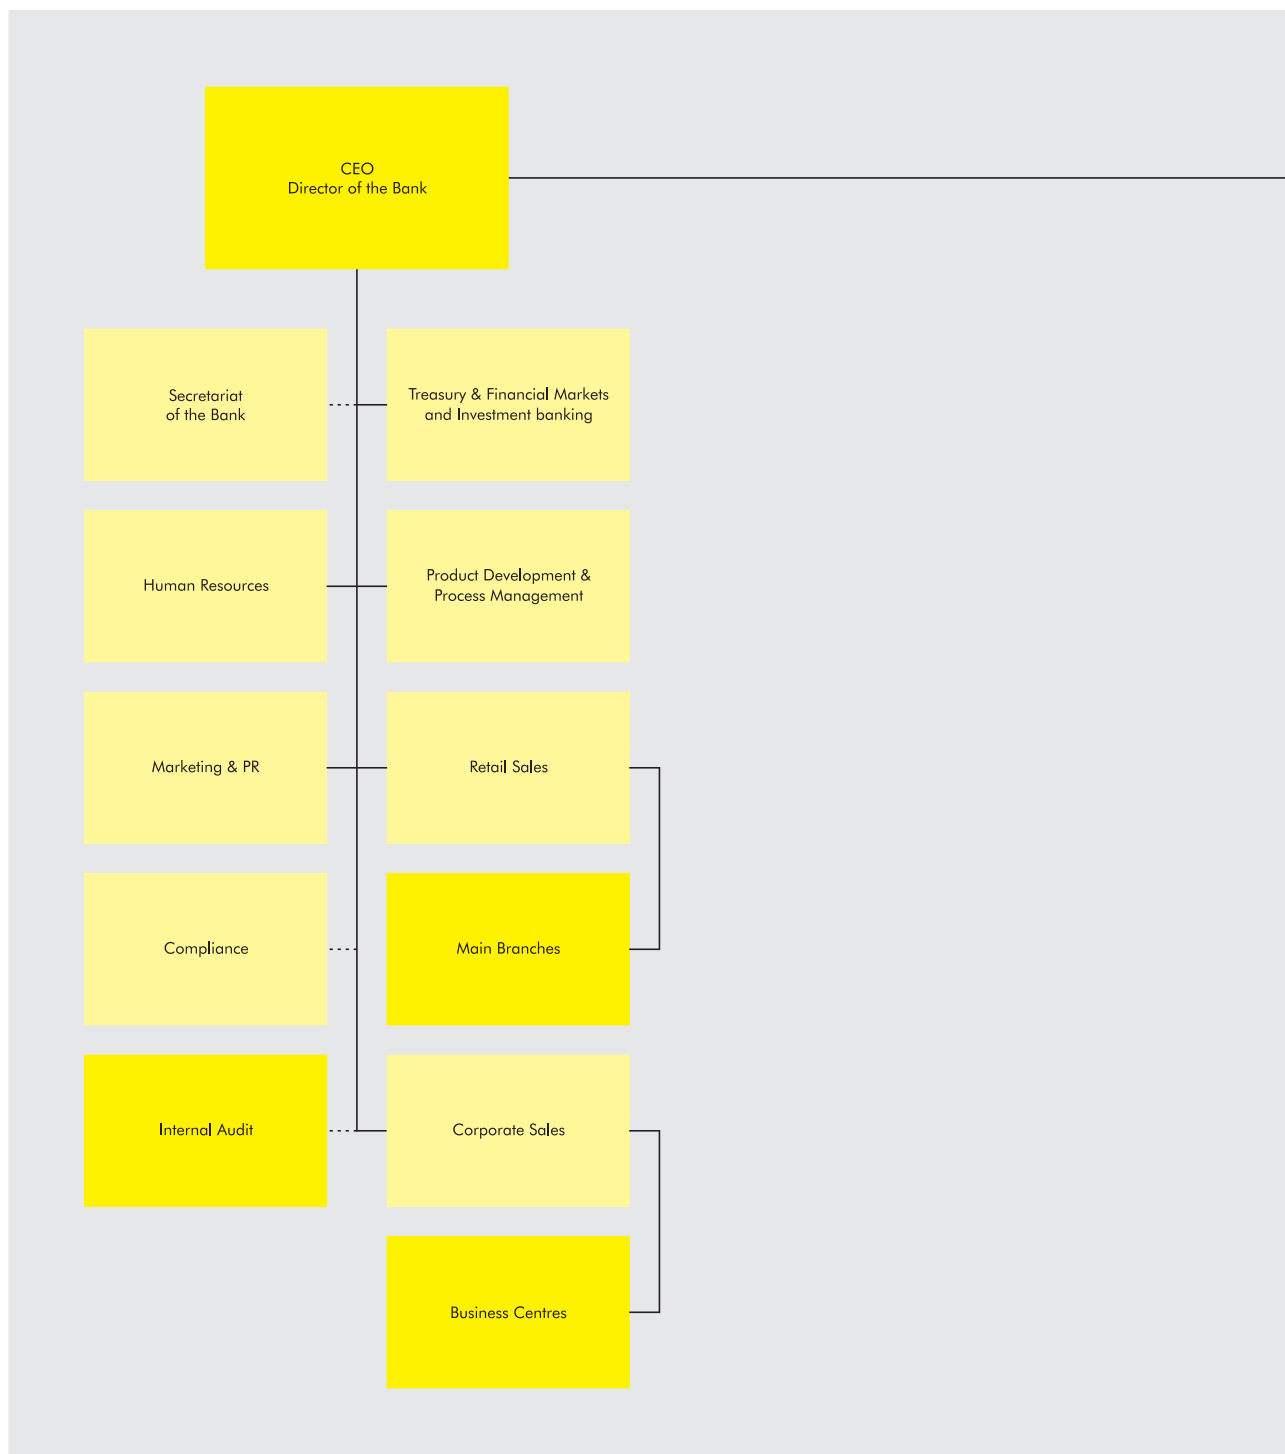 CEO
Director of the Bank
Secretariat
of the Bank
Treasury & Financial Markets
and Investment banking
Human Resources
Product Development &
Process Management
Marketing & PR
Retail Sales
Compliance
Main Branches
Internal Audit
Corporate Sales
Business Centres